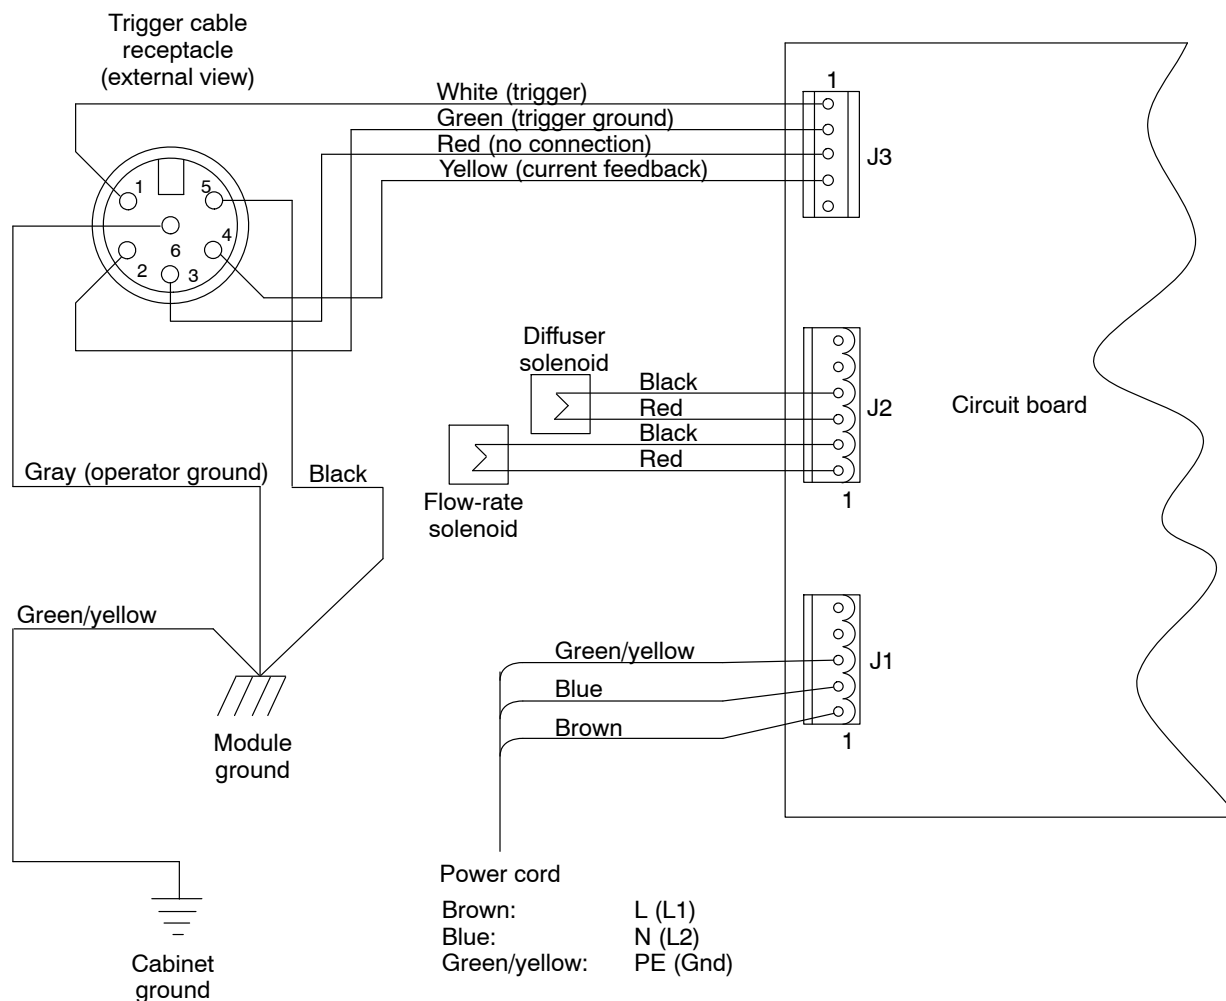 Trigger cable
receptacle
(external view)
White (trigger)
Green (trigger ground)
Red (no connection)
Yellow (current feedback)
1
J3
1
5
6
4
2
3
Diffuser
solenoid
Black
Red
Black
Red
J2
Circuit board
1
Flow-rate
solenoid
Gray (operator ground)
Black
Green/yellow
Module
ground
Green/yellow
Blue
Brown
J1
1
Power cord
Brown: L (L1)
Blue: N (L2)
Green/yellow: PE (Gnd)
Cabinet
ground